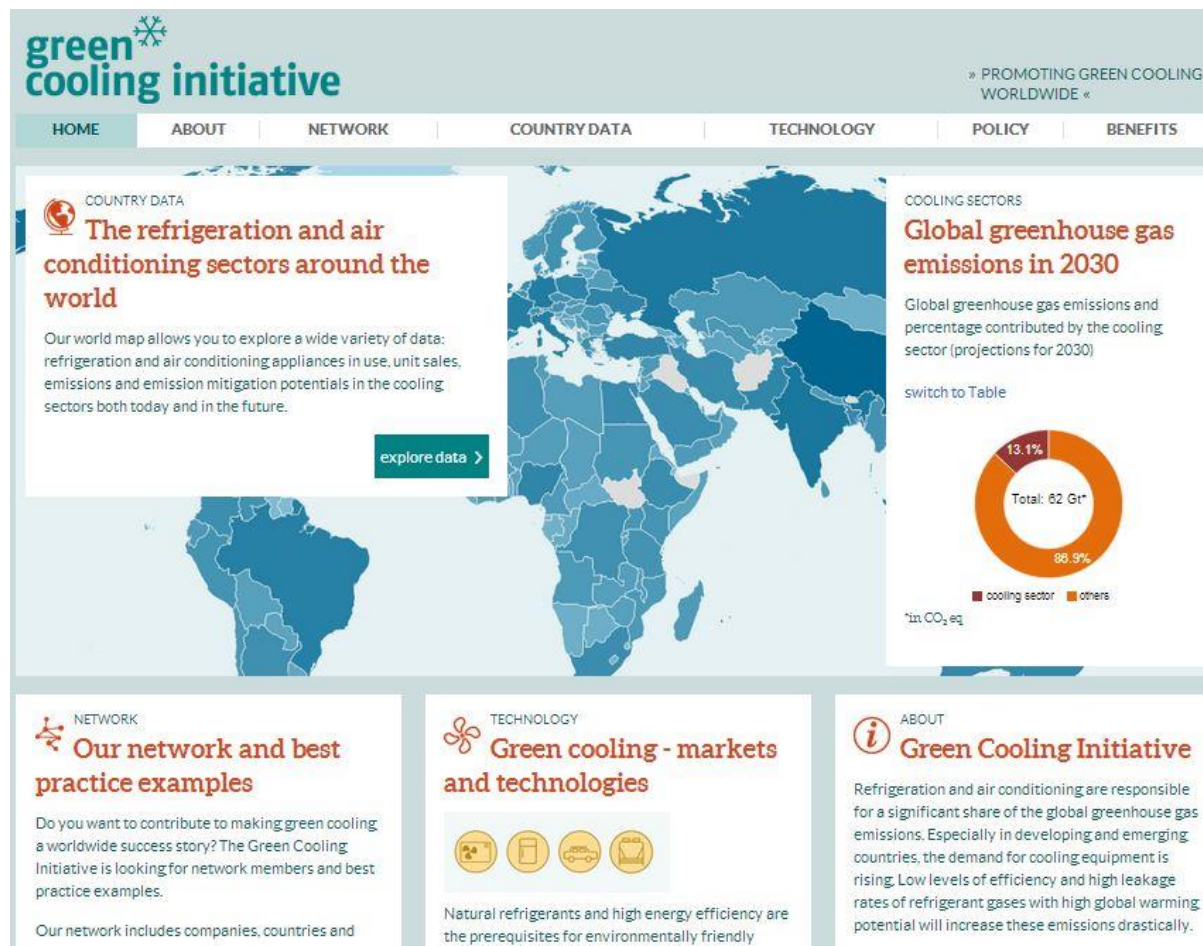 green
cooling initiative
» PROMOTING GREEN COOLING
WORLDWIDE «
HOME ABOUT NETWORK COUNTRY DATA TECHNOLOGY POLICY BENEFITS
COUNTRY DATA
The refrigeration and air
conditioning sectors around the
world
Our world map allows you to explore a wide variety of data:
refrigeration and air conditioning appliances in use, unit sales,
emissions and emission mitigation potentials in the cooling
sectors both today and in the future.
explore data >
COOLING SECTORS
Global greenhouse gas
emissions in 2030
Global greenhouse gas emissions and
percentage contributed by the cooling
sector (projections for 2030)
switch to Table
13.1%
Total: 62 Gt*
86.9%
cooling sector others
*in CO₂ eq
NETWORK
Our network and best
practice examples
Do you want to contribute to making green cooling
a worldwide success story? The Green Cooling
Initiative is looking for network members and best
practice examples.
Our network includes companies, countries and
TECHNOLOGY
Green cooling - markets
and technologies
Natural refrigerants and high energy efficiency are
the prerequisites for environmentally friendly
ABOUT
Green Cooling Initiative
Refrigeration and air conditioning are responsible
for a significant share of the global greenhouse gas
emissions. Especially in developing and emerging
countries, the demand for cooling equipment is
rising. Low levels of efficiency and high leakage
rates of refrigerant gases with high global warming
potential will increase these emissions drastically.